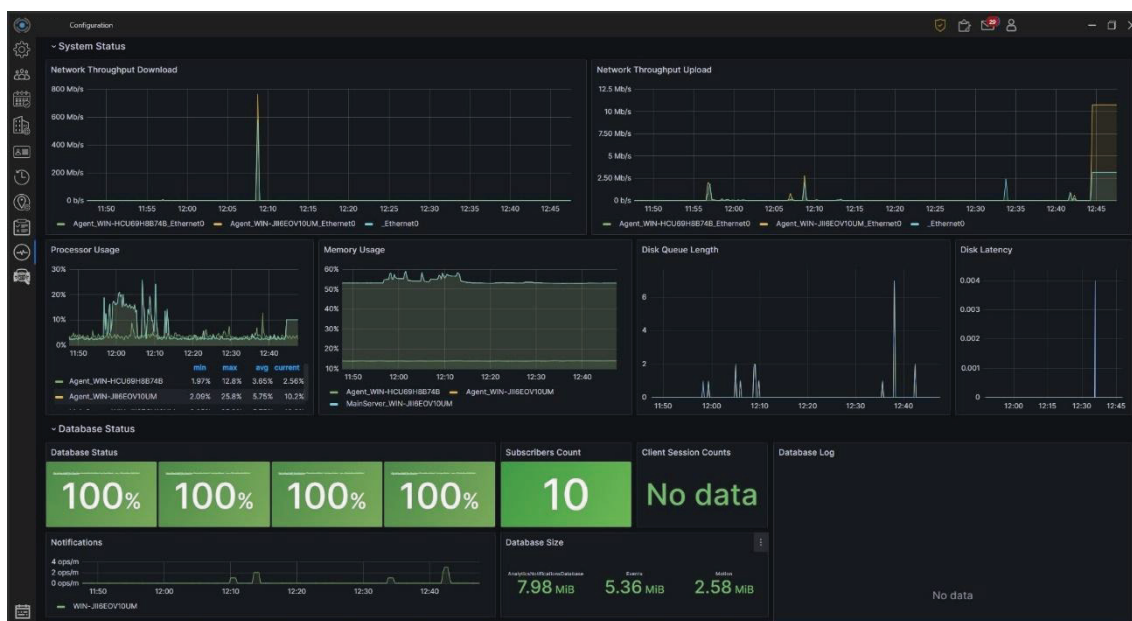 Configuration
29
System Status
Network Throughput Download
800 Mb/s
600 Mb/s
400 Mb/s
200 Mb/s
0 b/s
11:50 11:55 12:00 12:05 12:10 12:15 12:20 12:25 12:30 12:35 12:40 12:45
Agent_WIN-HCU69H8B74B_Ethernet0 Agent_WIN-JII6EOV10UM_Ethernet0 _Ethernet0
Network Throughput Upload
12.5 Mb/s
10 Mb/s
7.50 Mb/s
5 Mb/s
2.50 Mb/s
0 b/s
11:50 11:55 12:00 12:05 12:10 12:15 12:20 12:25 12:30 12:35 12:40 12:45
Agent_WIN-HCU69H8B74B_Ethernet0 Agent_WIN-JII6EOV10UM_Ethernet0 _Ethernet0
Processor Usage
30%
20%
10%
0%
11:50 12:00 12:10 12:20 12:30 12:40
min max avg current
Agent_WIN-HCU69H8B74B 1.97% 12.8% 3.65% 2.56%
Agent_WIN-JII6EOV10UM 2.09% 25.8% 5.75% 10.2%
Memory Usage
60%
50%
40%
30%
20%
10%
11:50 12:00 12:10 12:20 12:30 12:40
Agent_WIN-HCU69H8B74B Agent_WIN-JII6EOV10UM
MainServer_WIN-JII6EOV10UM
Disk Queue Length
6
4
2
0
11:50 12:00 12:10 12:20 12:30 12:40
Disk Latency
0.004
0.003
0.002
0.001
0
12:00 12:15 12:30 12:45
Database Status
Database Status
100% 100% 100% 100%
Subscribers Count
10
Client Session Counts
No data
Database Log
No data
Notifications
4 ops/m
2 ops/m
0 ops/m
11:50 12:00 12:10 12:20 12:30 12:40
WIN-JII6EOV10UM
Database Size
AnalyticsNotificationsDatabase Events Motion
7.98 MiB 5.36 MiB 2.58 MiB